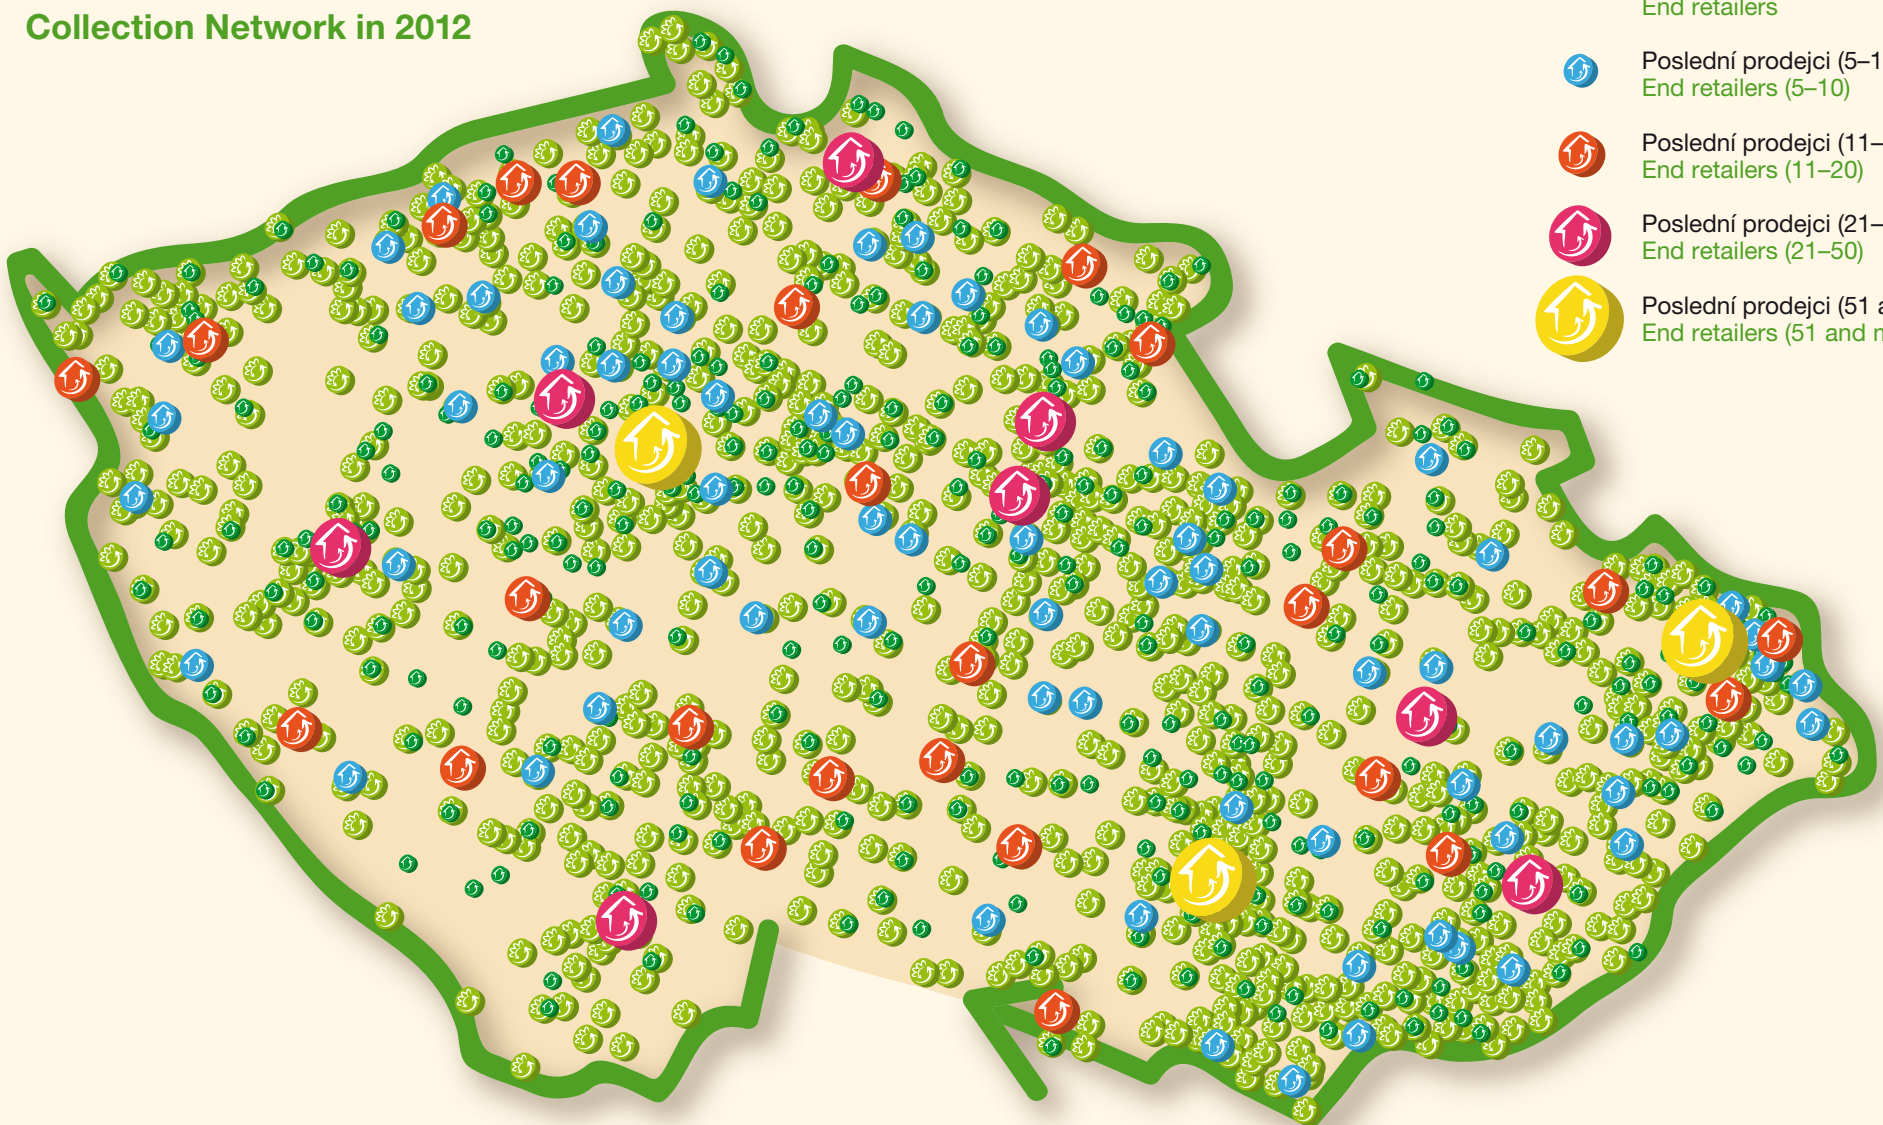 Collection Network in 2012
End retailers
Poslední prodejci (5–1
End retailers (5–10)
Poslední prodejci (11–
End retailers (11–20)
Poslední prodejci (21–
End retailers (21–50)
Poslední prodejci (51 a
End retailers (51 and m